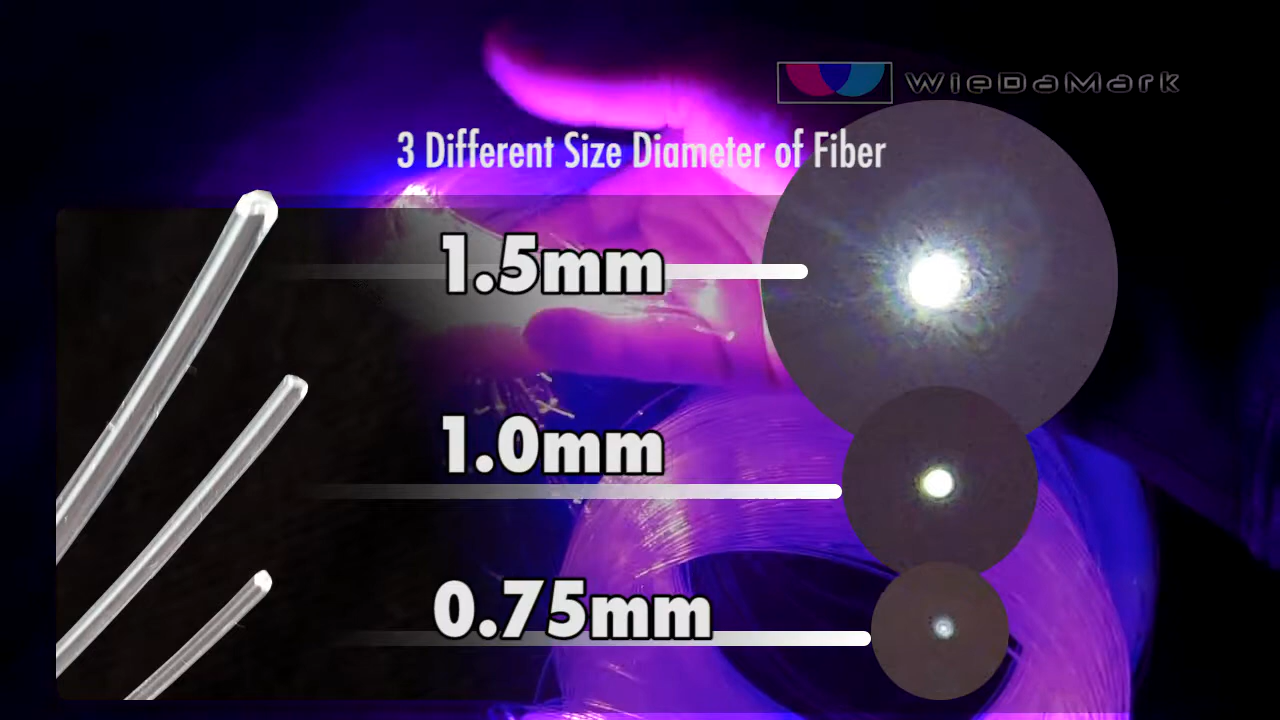 WieDaMark
3 Different Size Diameter of Fiber
1.5mm
1.0mm
0.75mm